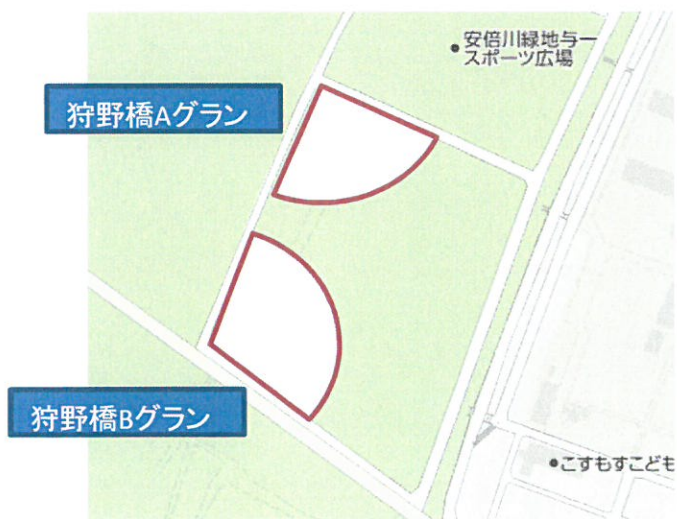 安倍川緑地与一
スポーツ広場
狩野橋Aグラン
狩野橋Bグラン
こすもすこども